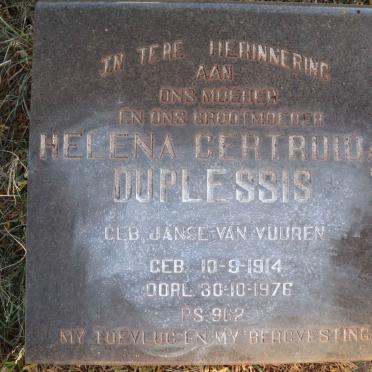 IN TERE HERINNERING
AAN
ONS MOEDER
EN ONS GROOTMOEDER
HELENA GERTRUIDA
DUPLESSIS
GEB. JANSE VAN VUUREN
GEB. 10-9-1914
OORL. 30-10-1976
PS. 91:2
MY TOEVLUG EN MY BERGVESTING